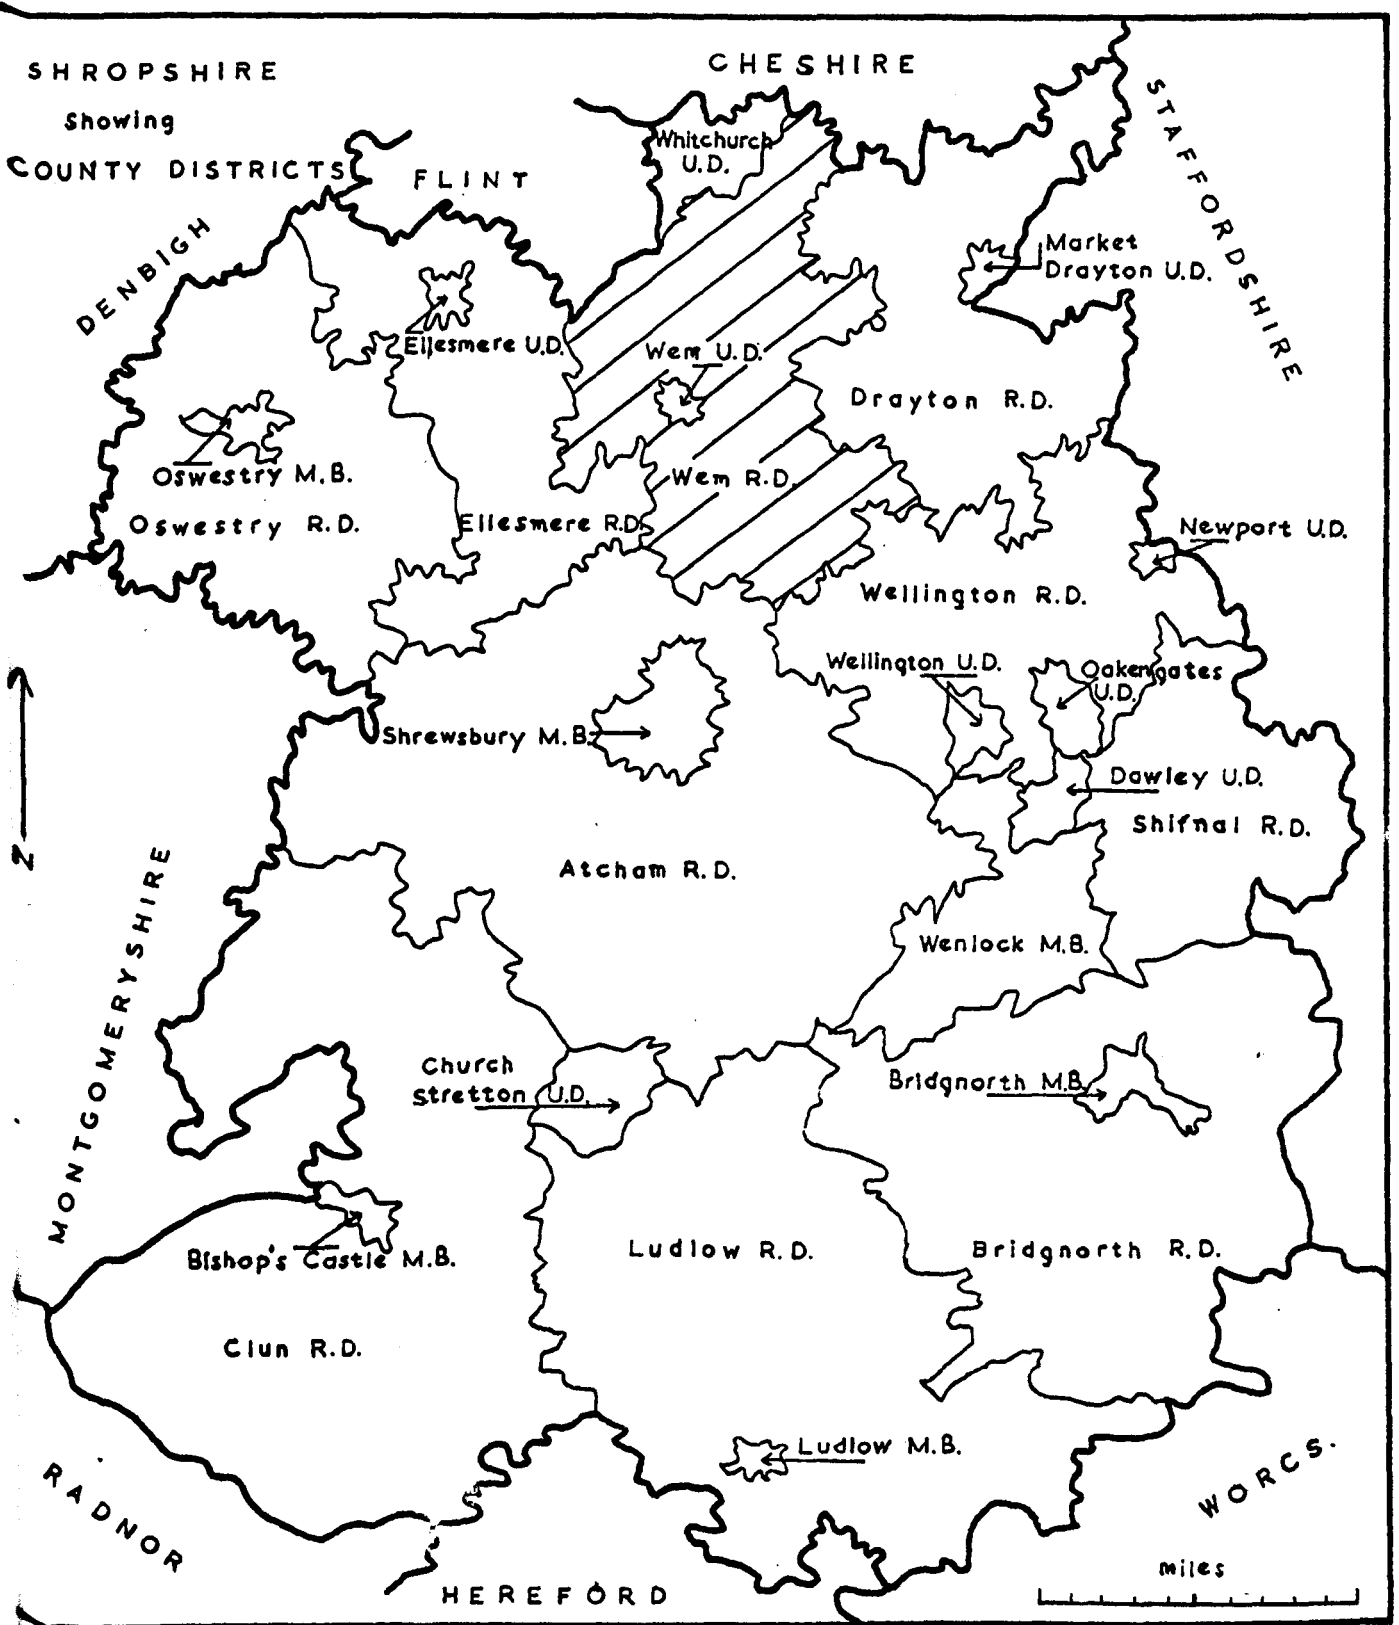 SHROPSHIRE
Showing
COUNTY DISTRICTS
CHESHIRE
STAFFORDSHIRE
FLINT
DENBIGH
Whitchurch
U.D.
Market
Drayton U.D.
Ellesmere U.D.
Wem U.D.
Drayton R.D.
Oswestry M.B.
Wem R.D.
Oswestry R.D.
Ellesmere R.D.
Newport U.D.
Wellington R.D.
Wellington U.D.
Oakengates
U.D.
Shrewsbury M.B.
Dawley U.D.
Shifnal R.D.
N
Atcham R.D.
MONTGOMERYSHIRE
Wenlock M.B.
Church
Stretton U.D.
Bridgnorth M.B.
Bishop's Castle M.B.
Ludlow R.D.
Bridgnorth R.D.
Clun R.D.
Ludlow M.B.
RADNOR
WORCS.
HEREFORD
miles